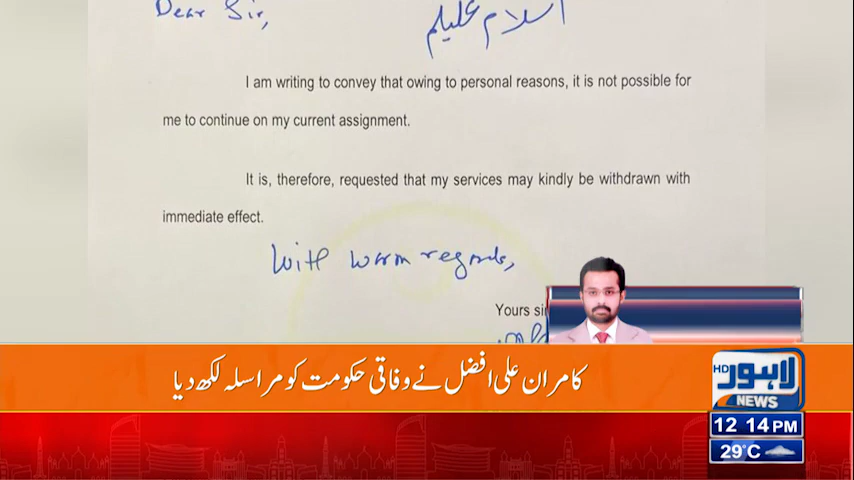 Dear Sir,
اسلام علیکم
I am writing to convey that owing to personal reasons, it is not possible for
me to continue on my current assignment.
It is, therefore, requested that my services may kindly be withdrawn with
immediate effect.
With warm regards,
Yours si
کامران علی افضل نے وفاقی حکومت کو مراسلہ لکھ دیا
HD لاہور
NEWS
12 14 PM
29°C